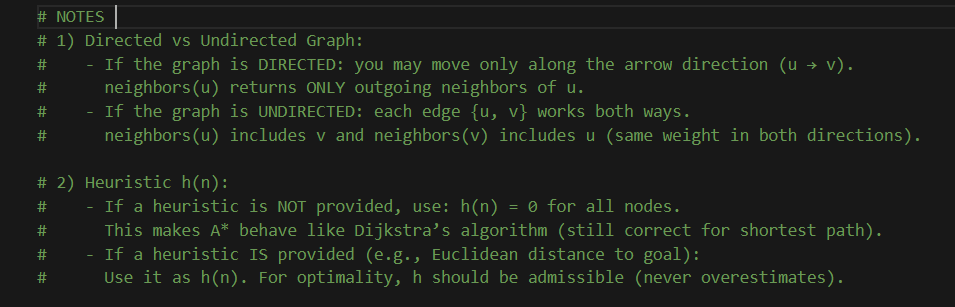 # NOTES
# 1) Directed vs Undirected Graph:
#    - If the graph is DIRECTED: you may move only along the arrow direction (u → v).
#      neighbors(u) returns ONLY outgoing neighbors of u.
#    - If the graph is UNDIRECTED: each edge {u, v} works both ways.
#      neighbors(u) includes v and neighbors(v) includes u (same weight in both directions).
# 2) Heuristic h(n):
#    - If a heuristic is NOT provided, use: h(n) = 0 for all nodes.
#      This makes A* behave like Dijkstra’s algorithm (still correct for shortest path).
#    - If a heuristic IS provided (e.g., Euclidean distance to goal):
#      Use it as h(n). For optimality, h should be admissible (never overestimates).